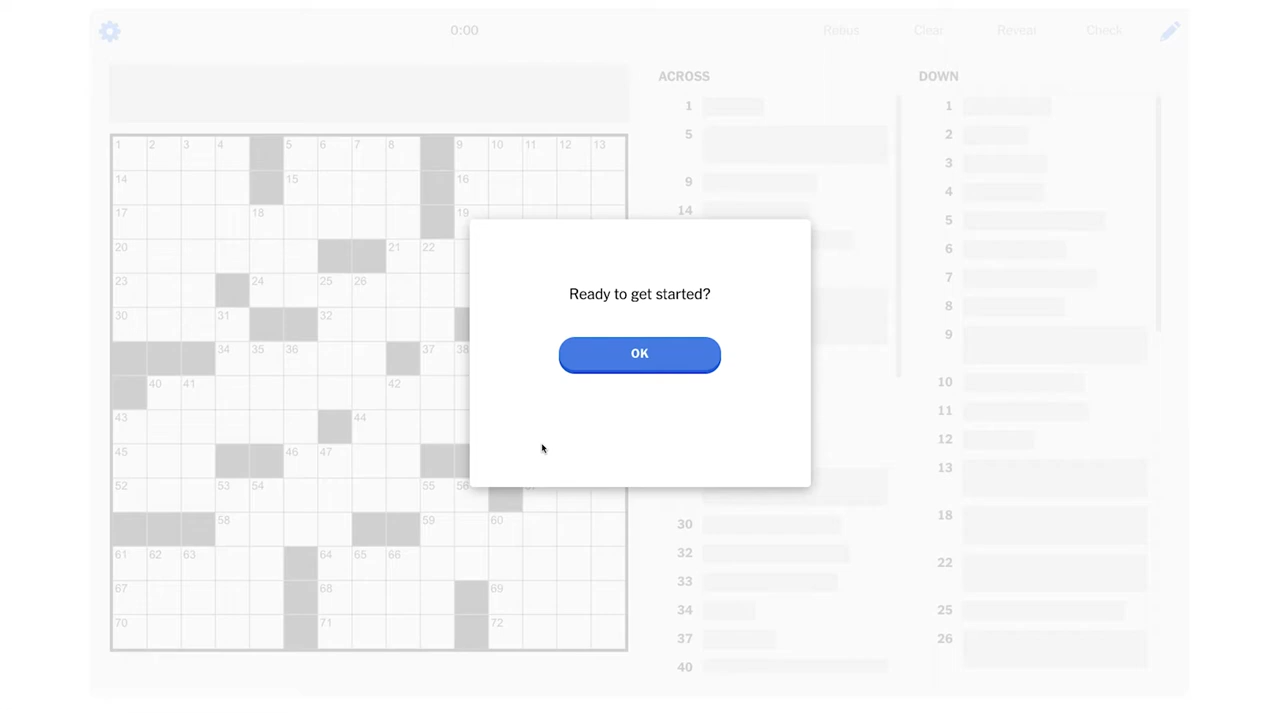 0:00
Rebus
Clear
Reveal
Check
1 2 3 4 5 6 7 8 9 10 11 12 13
14 15 16
17 18 19
20 21 22
23 24 25 26
30 31 32
34 35 36 37 38
40 41 42
43 44
45 46 47
52 53 54 55 56
58 59 60
61 62 63 64 65 66
67 68 69
70 71 72
Ready to get started?
OK
ACROSS
1
5
9
14
30
32
33
34
37
40
DOWN
1
2
3
4
5
6
7
8
9
10
11
12
13
18
22
25
26